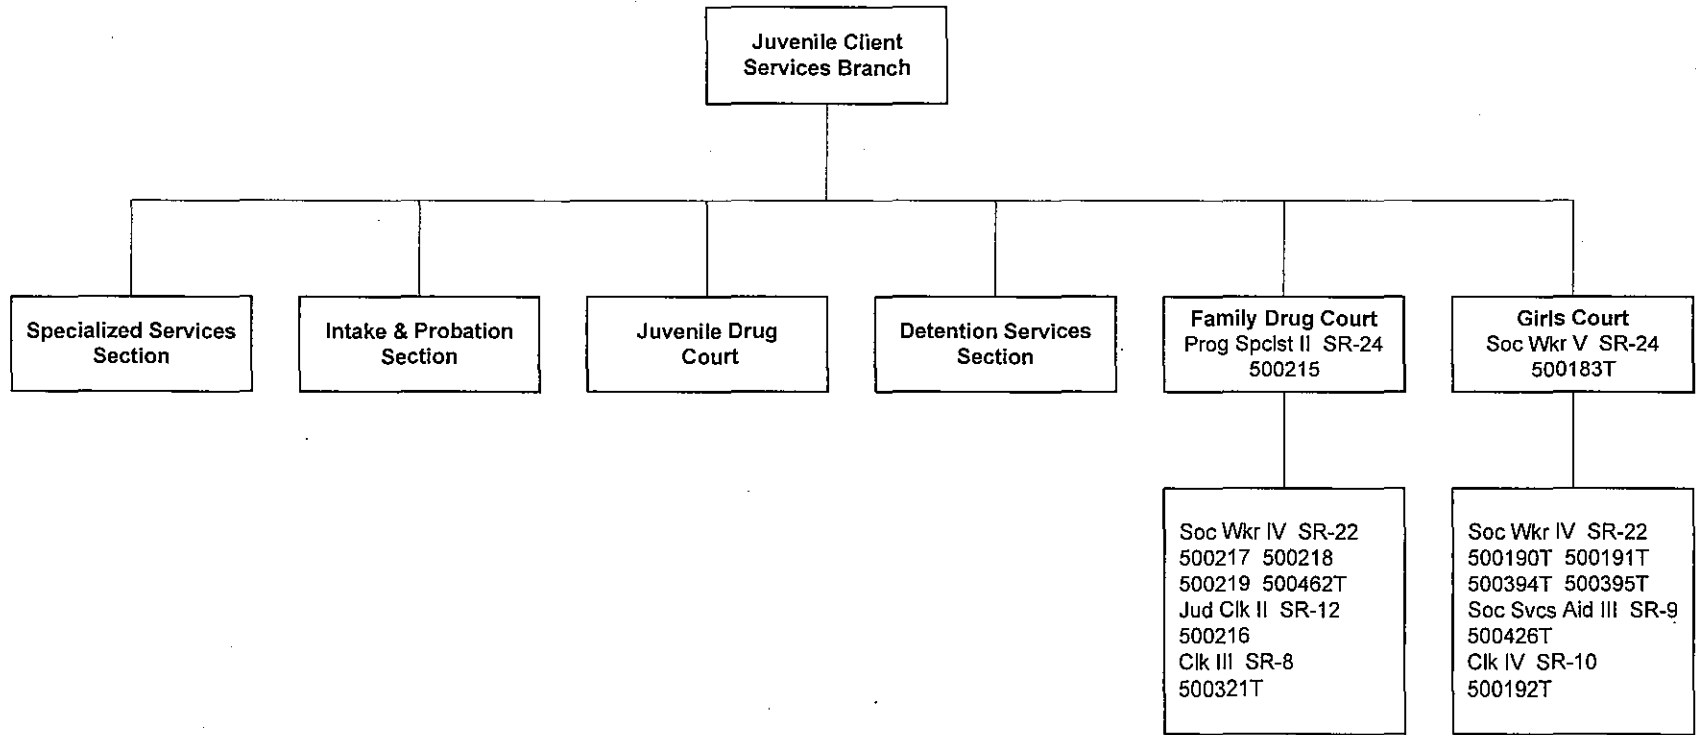 Juvenile Client
Services Branch
Specialized Services
Section
Intake & Probation
Section
Juvenile Drug
Court
Detention Services
Section
Family Drug Court
Prog Spclst II SR-24
500215
Girls Court
Soc Wkr V SR-24
500183T
Soc Wkr IV SR-22
500217 500218
500219 500462T
Jud Clk II SR-12
500216
Clk III SR-8
500321T
Soc Wkr IV SR-22
500190T 500191T
500394T 500395T
Soc Svcs Aid III SR-9
500426T
Clk IV SR-10
500192T